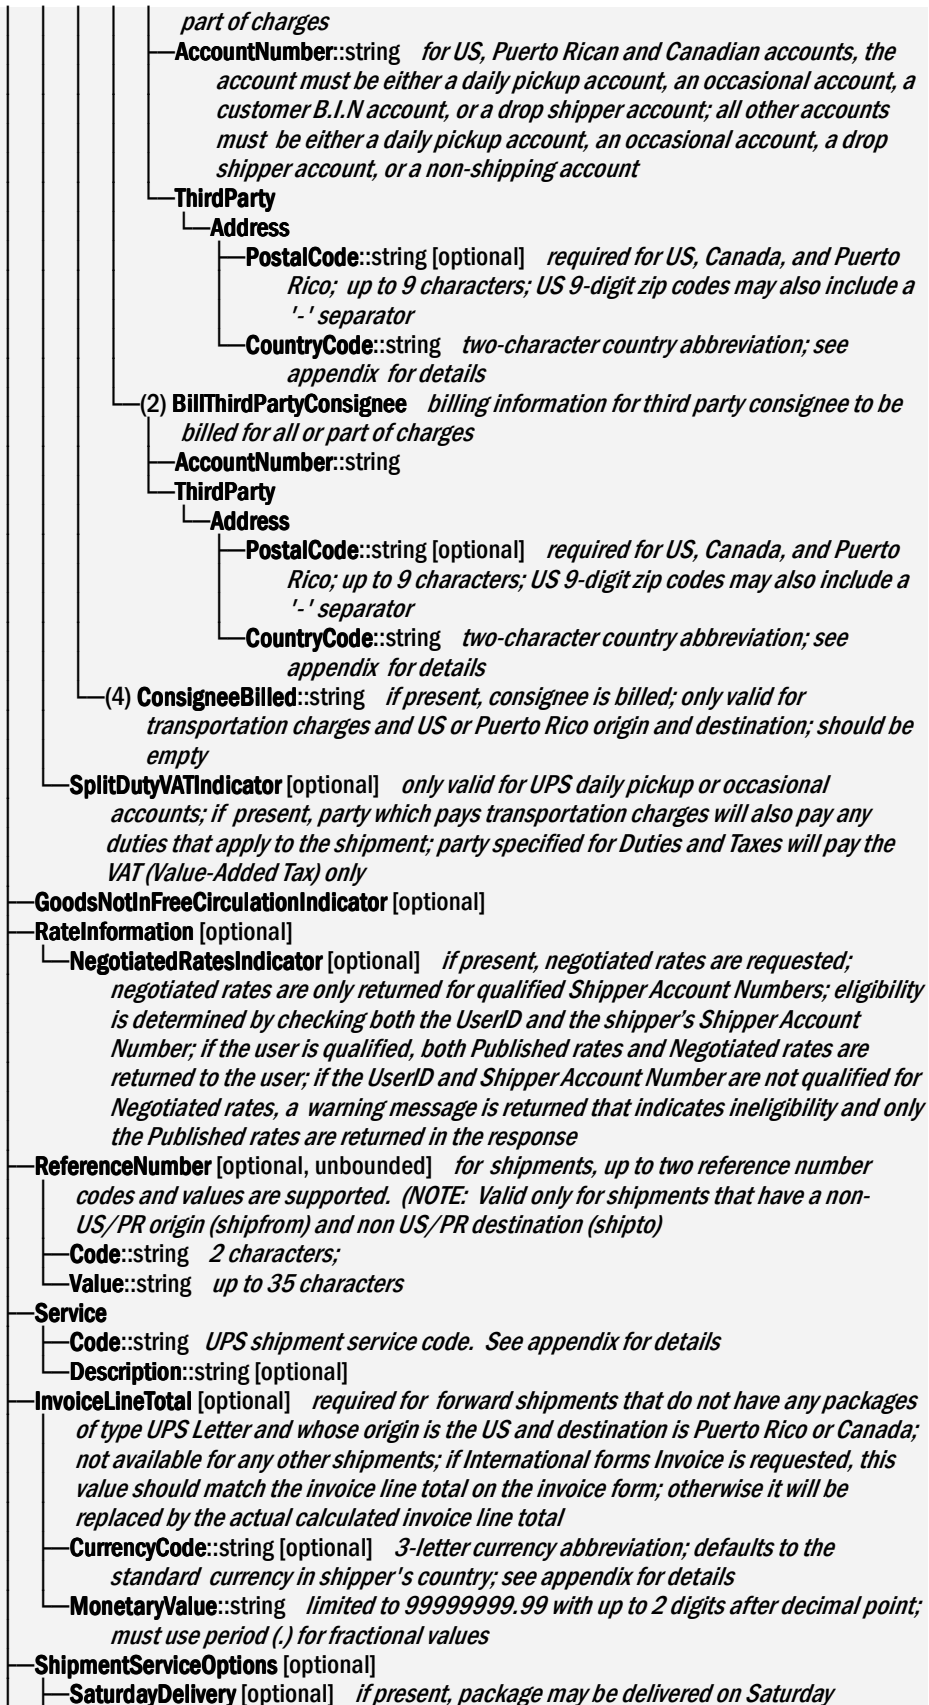 part of charges
AccountNumber::string for US, Puerto Rican and Canadian accounts, the
account must be either a daily pickup account, an occasional account, a
customer B.I.N account, or a drop shipper account; all other accounts
must be either a daily pickup account, an occasional account, a drop
shipper account, or a non-shipping account
ThirdParty
Address
PostalCode::string [optional] required for US, Canada, and Puerto
Rico; up to 9 characters; US 9-digit zip codes may also include a
'-' separator
CountryCode::string two-character country abbreviation; see
appendix for details
(2) BillThirdPartyConsignee billing information for third party consignee to be
billed for all or part of charges
AccountNumber::string
ThirdParty
Address
PostalCode::string [optional] required for US, Canada, and Puerto
Rico; up to 9 characters; US 9-digit zip codes may also include a
'-' separator
CountryCode::string two-character country abbreviation; see
appendix for details
(4) ConsigneeBilled::string if present, consignee is billed; only valid for
transportation charges and US or Puerto Rico origin and destination; should be
empty
SplitDutyVATIndicator [optional] only valid for UPS daily pickup or occasional
accounts; if present, party which pays transportation charges will also pay any
duties that apply to the shipment; party specified for Duties and Taxes will pay the
VAT (Value-Added Tax) only
GoodsNotInFreeCirculationIndicator [optional]
RateInformation [optional]
NegotiatedRatesIndicator [optional] if present, negotiated rates are requested;
negotiated rates are only returned for qualified Shipper Account Numbers; eligibility
is determined by checking both the UserID and the shipper's Shipper Account
Number; if the user is qualified, both Published rates and Negotiated rates are
returned to the user; if the UserID and Shipper Account Number are not qualified for
Negotiated rates, a warning message is returned that indicates ineligibility and only
the Published rates are returned in the response
ReferenceNumber [optional, unbounded] for shipments, up to two reference number
codes and values are supported. (NOTE: Valid only for shipments that have a non-
US/PR origin (shipfrom) and non US/PR destination (shipto)
Code::string 2 characters;
Value::string up to 35 characters
Service
Code::string UPS shipment service code. See appendix for details
Description::string [optional]
InvoiceLineTotal [optional] required for forward shipments that do not have any packages
of type UPS Letter and whose origin is the US and destination is Puerto Rico or Canada;
not available for any other shipments; if International forms Invoice is requested, this
value should match the invoice line total on the invoice form; otherwise it will be
replaced by the actual calculated invoice line total
CurrencyCode::string [optional] 3-letter currency abbreviation; defaults to the
standard currency in shipper's country; see appendix for details
MonetaryValue::string limited to 99999999.99 with up to 2 digits after decimal point;
must use period (.) for fractional values
ShipmentServiceOptions [optional]
SaturdayDelivery [optional] if present, package may be delivered on Saturday